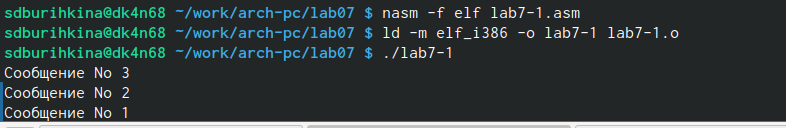 sdburihkina@dk4n68 ~/work/arch-pc/lab07 $ nasm -f elf lab7-1.asm
sdburihkina@dk4n68 ~/work/arch-pc/lab07 $ ld -m elf_i386 -o lab7-1 lab7-1.o
sdburihkina@dk4n68 ~/work/arch-pc/lab07 $ ./lab7-1
Сообщение No 3
Сообщение No 2
Сообщение No 1